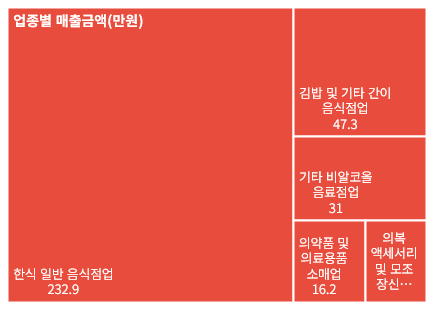 업종별 매출금액(만원)
한식 일반 음식점업
232.9
김밥 및 기타 간이
음식점업
47.3
기타 비알코올
음료점업
31
의약품 및
의료용품
소매업
16.2
의복
액세서리
및 모조
장신…